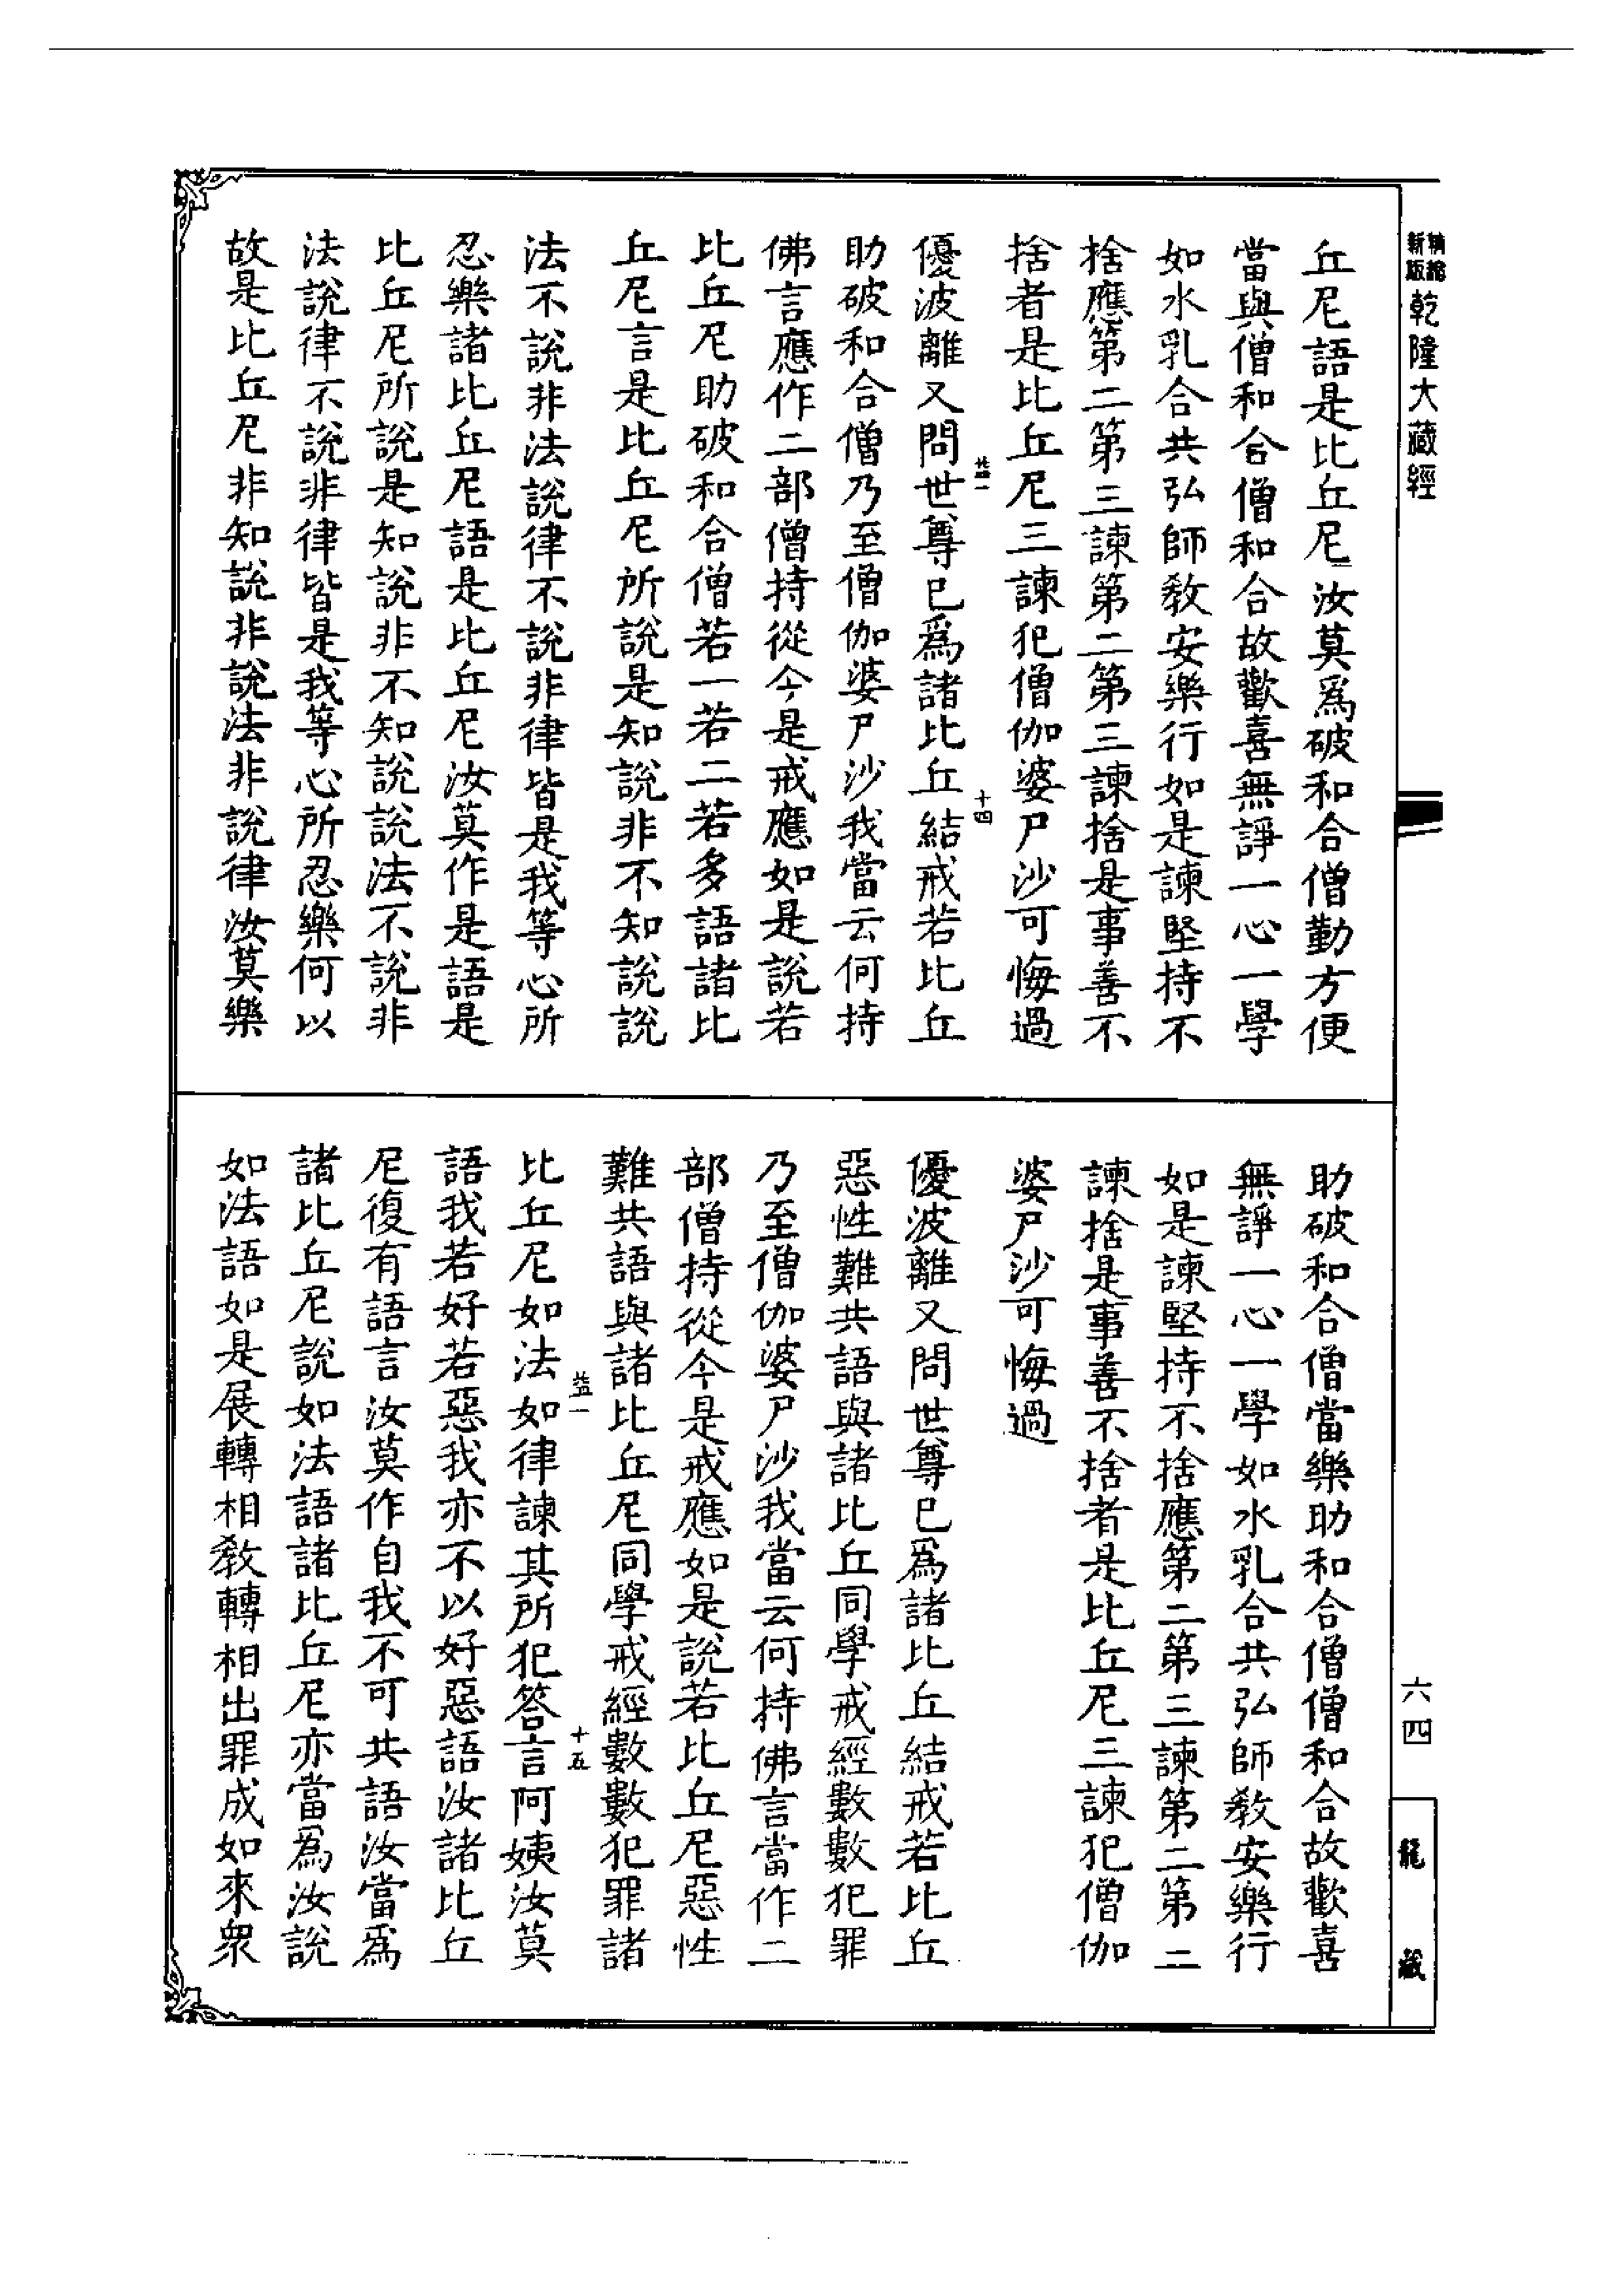 新版
精縮
乾隆大藏經
丘尼語是比丘尼汝莫爲破和合僧勤方便
當與僧和合僧和合故歡喜無諍一心一學
如水乳合共弘師教安樂行如是諫堅持不
捨應第二第三諫第二第三諫捨是事善不
捨者是比丘尼三諫犯僧伽婆尸沙可悔過
優波離又問世尊已爲諸比丘結戒若比丘
助破和合僧乃至僧伽婆尸沙我當云何持
佛言應作二部僧持從今是戒應如是說若
比丘尼助破和合僧若一若二若多語諸比
丘尼言是比丘尼所說是知說非不知說說
法不說非法說律不說非律皆是我等心所
忍樂諸比丘尼語是比丘尼汝莫作是語是
比丘尼所說是知說非不知說說法不說非
法說律不說非律皆是我等心所忍樂何以
故是比丘尼非知說非說法非說律汝莫樂
十四
助破和合僧當樂助和合僧僧和合故歡喜
無諍一心一學如水乳合共弘師教安樂行
如是諫堅持不捨應第二第三諫第二第三
諫捨是事善不捨者是比丘尼三諫犯僧伽
婆尸沙可悔過
優波離又問世尊已爲諸比丘結戒若比丘
惡性難共語與諸比丘同學戒經數數犯罪
乃至僧伽婆尸沙我當云何持佛言當作二
部僧持從今是戒應如是說若比丘尼惡性
難共語與諸比丘尼同學戒經數數犯罪諸
比丘尼如法如律諫其所犯答言阿姨汝莫
語我若好若惡我亦不以好惡語汝諸比丘
尼復有語言汝莫作自我不可共語汝當爲
諸比丘尼說如法語諸比丘尼亦當爲汝說
如法語如是展轉相教轉相出罪成如來衆
十五
六四
龍藏